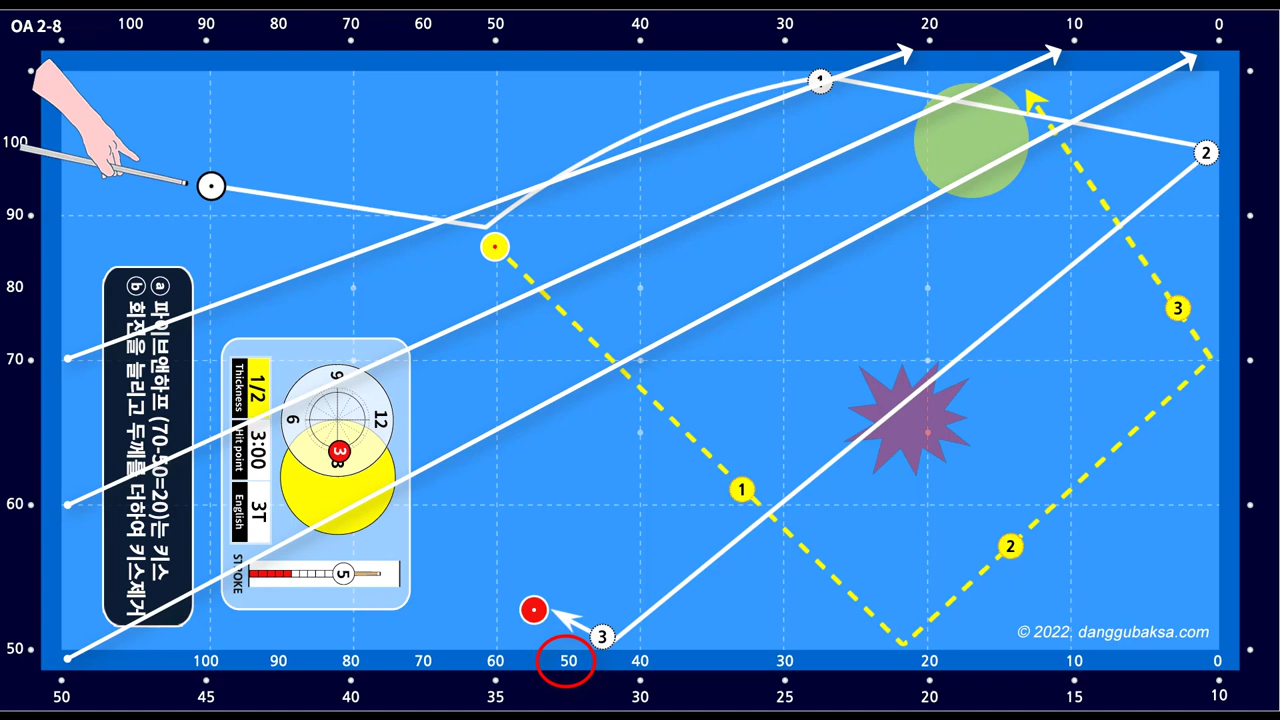 OA 2-8
100 90 80 70 60 50 40 30 20 10 0
100
90
80
70
60
50
1
2
3
1
2
3
ⓐ 파이브앤하프 (70-50=20)는 키스
ⓑ 회전을 늘리고 두께를 더하여 키스제거
9
12
6
3
8
1/2
Thickness
3:00
Hit point
3T
English
STROKE
5
© 2022. danggubaksa.com
100 90 80 70 60 50 40 30 20 10 0
50 45 40 35 30 25 20 15 10